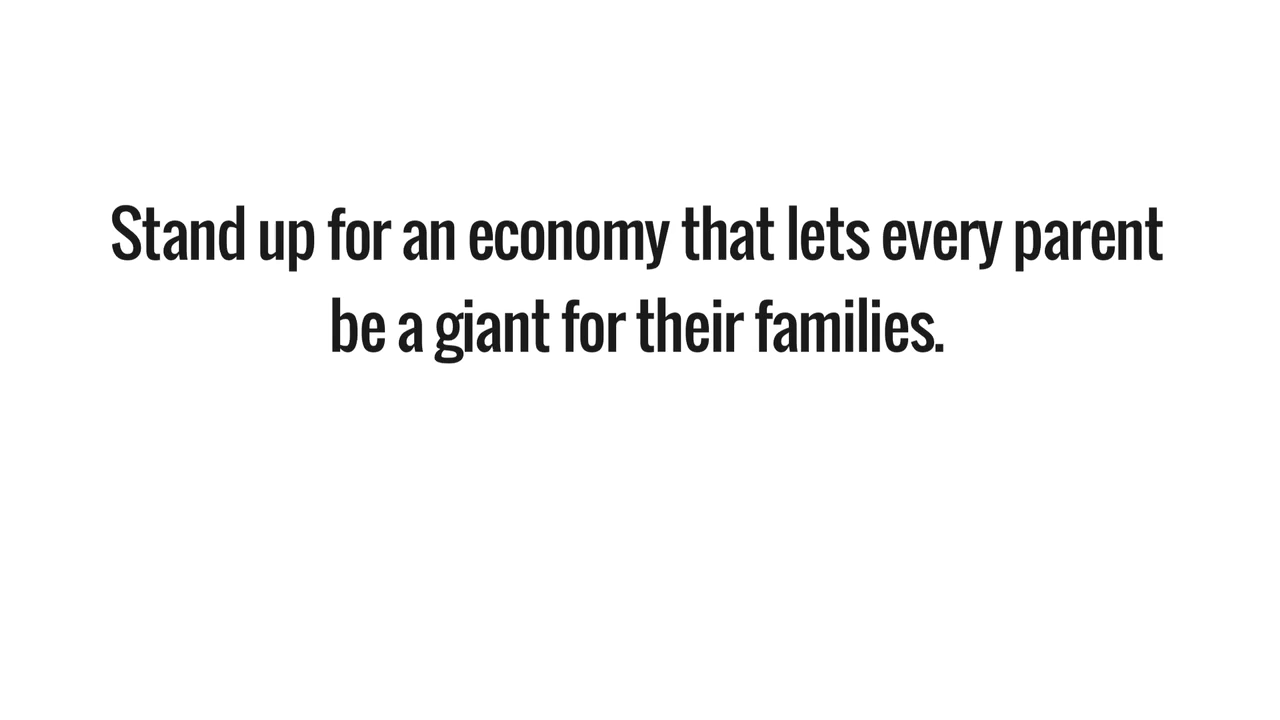 Stand up for an economy that lets every parent
be a giant for their families.